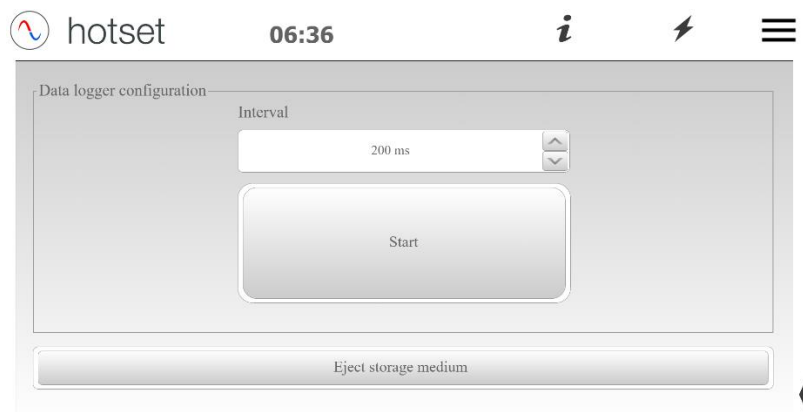 hotset
06:36
i
Data logger configuration
Interval
200 ms
Start
Eject storage medium